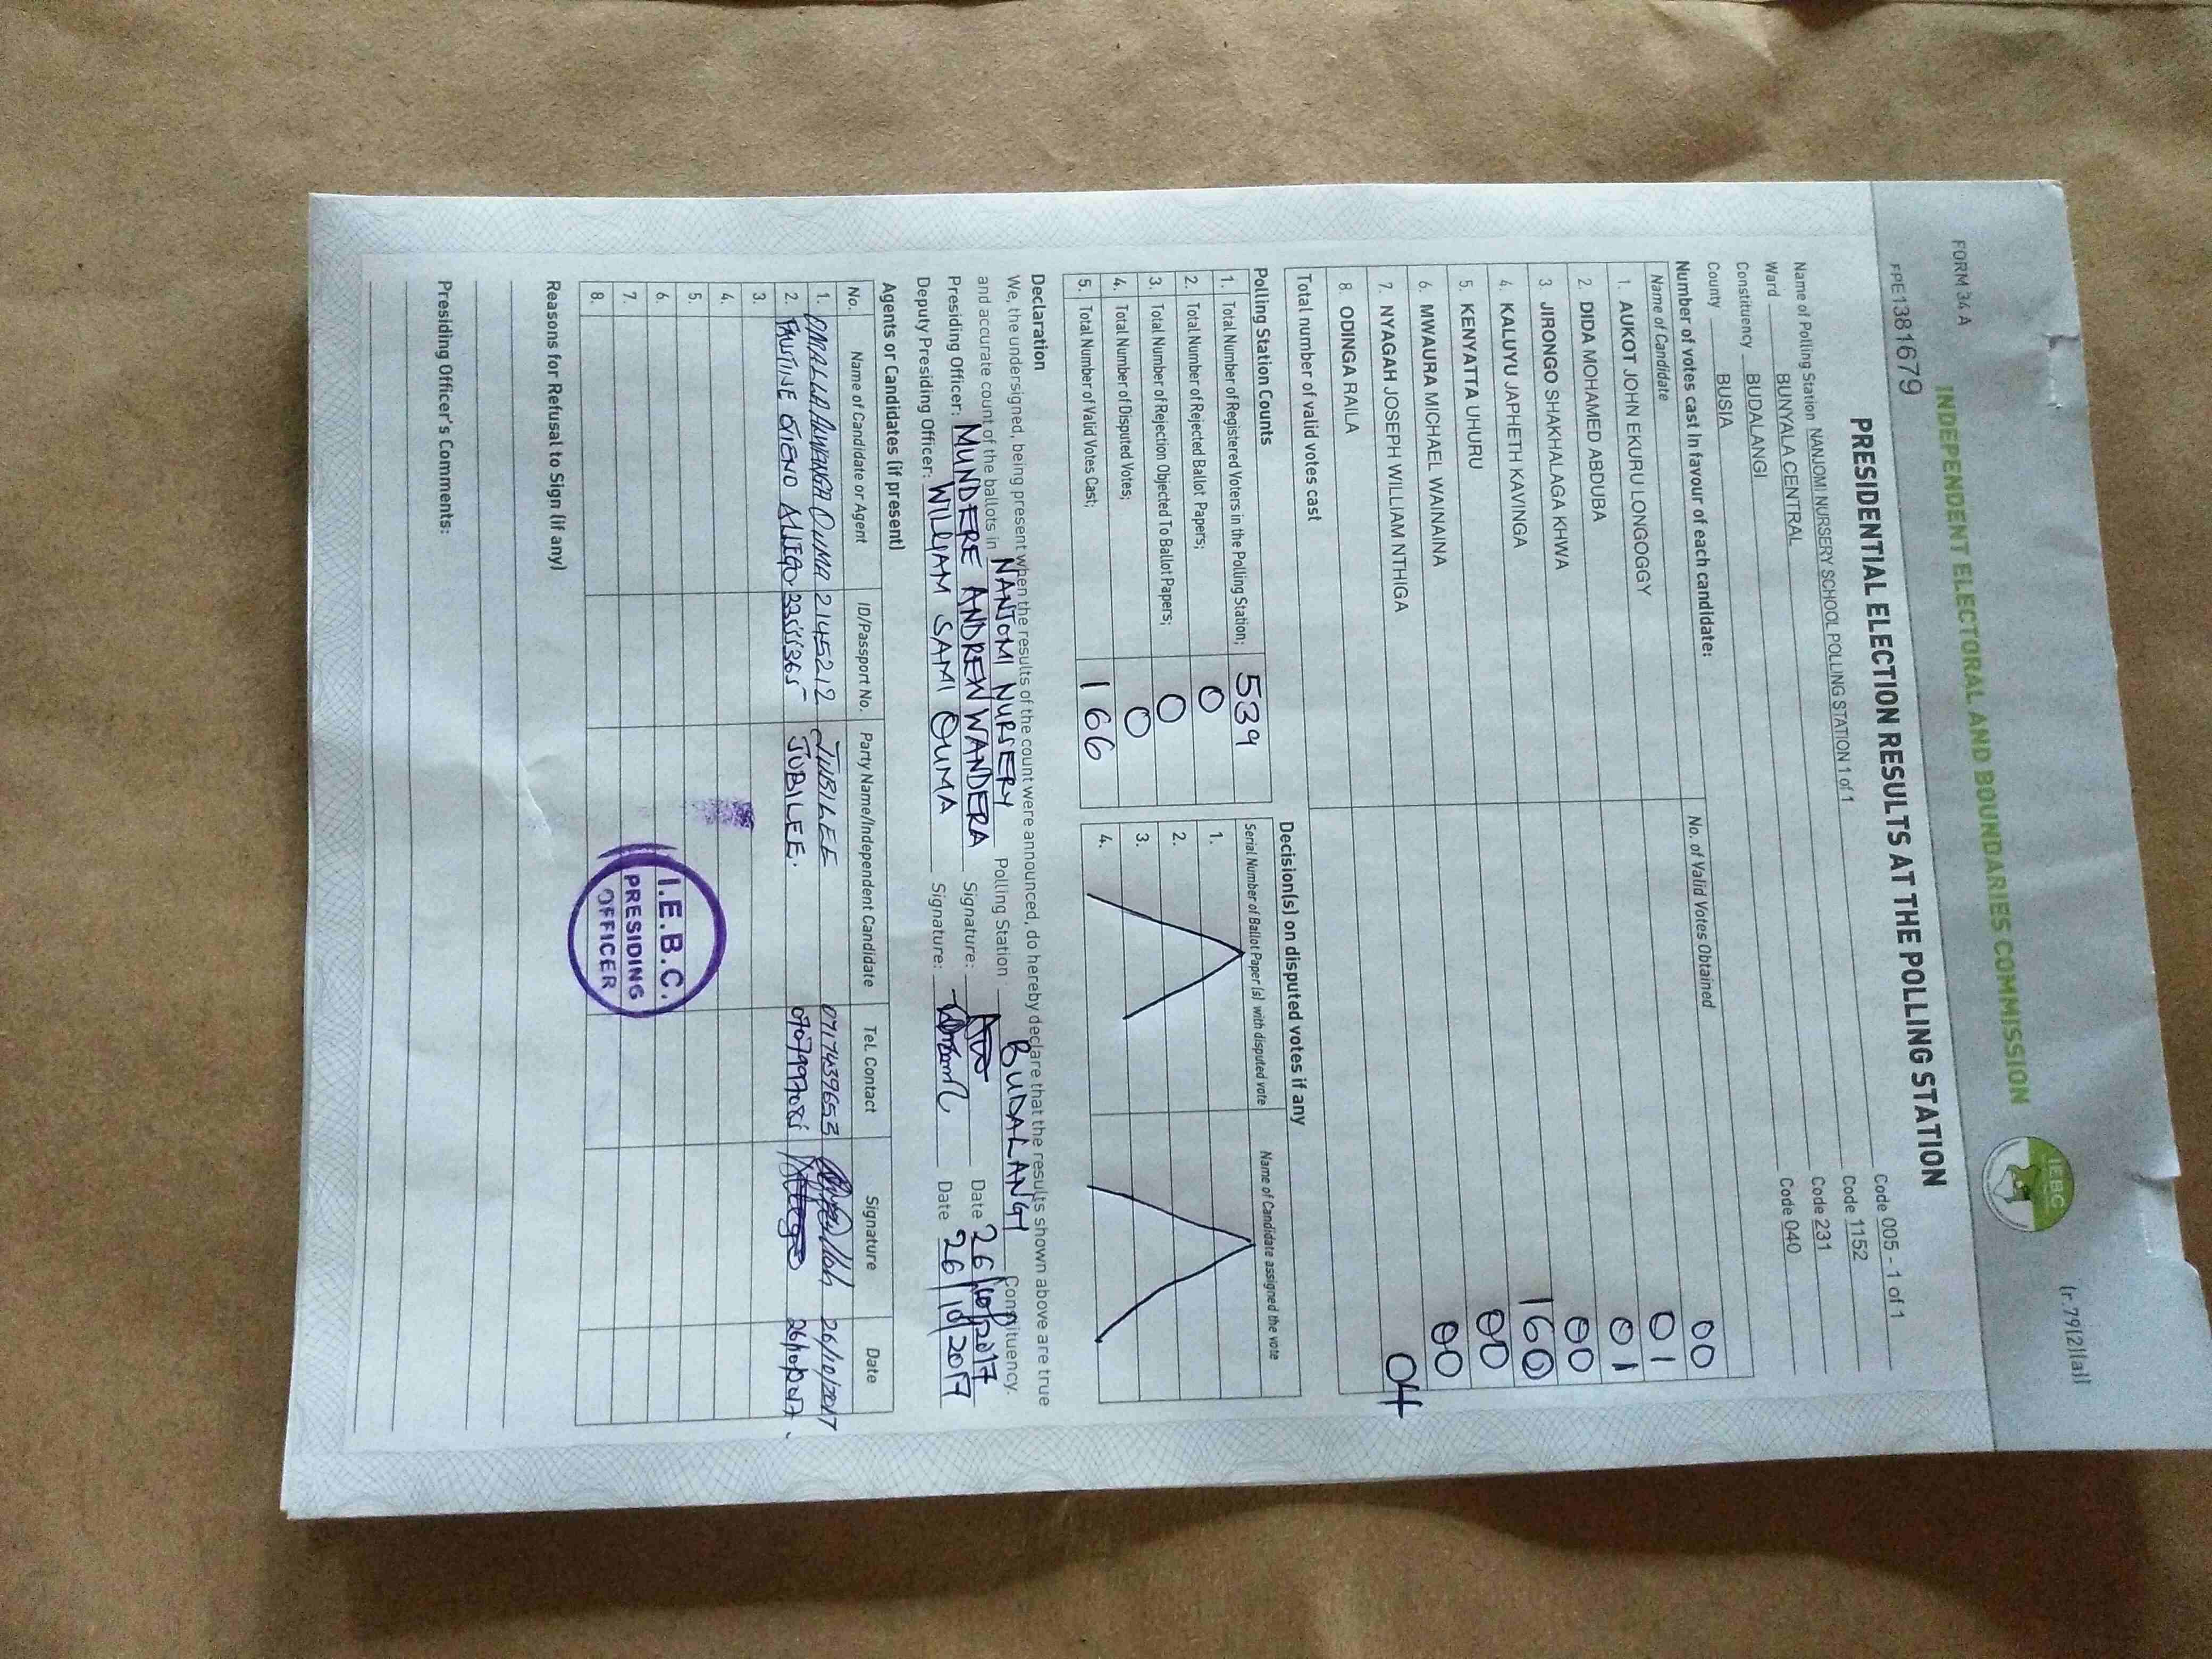 FORM 34 A
(r.79(2)(a))
INDEPENDENT ELECTORAL AND BOUNDARIES COMMISSION
IEBC
FPE1381679
PRESIDENTIAL ELECTION RESULTS AT THE POLLING STATION
Name of Polling Station NANJOMI NURSERY SCHOOL POLLING STATION 1 of 1 Code 005 - 1 of 1
Ward BUNYALA CENTRAL Code 1152
Constituency BUDALANGI Code 231
County BUSIA Code 040
Number of votes cast in favour of each candidate:
Name of Candidate No. of Valid Votes Obtained
1. AUKOT JOHN EKURU LONGOGGY 00
2. DIDA MOHAMED ABDUBA 01
3. JIRONGO SHAKHALAGA KHWA 01
4. KALUYU JAPHETH KAVINGA 00
5. KENYATTA UHURU 160
6. MWAURA MICHAEL WAINAINA 00
7. NYAGAH JOSEPH WILLIAM NTHIGA 00
8. ODINGA RAILA 04
Total number of valid votes cast
Polling Station Counts
1. Total Number of Registered Voters in the Polling Station; 539
2. Total Number of Rejected Ballot Papers; 0
3. Total Number of Rejection Objected To Ballot Papers; 0
4. Total Number of Disputed Votes; 0
5. Total Number of Valid Votes Cast; 166
Decision(s) on disputed votes if any
Serial Number of Ballot Paper (s) with disputed vote Name of Candidate assigned the vote
1.
2.
3.
4.
Declaration
We, the undersigned, being present when the results of the count were announced, do hereby declare that the results shown above are true
and accurate count of the ballots in NANJOMI NURSERY Polling Station BUDALANGI Constituency.
Presiding Officer: MUNDERE ANDREW WANDERA Signature: Date 26/10/2017
Deputy Presiding Officer: WILLIAM SAMI OUMA Signature: Date 26/10/2017
Agents or Candidates (if present)
No. Name of Candidate or Agent ID/Passport No. Party Name/Independent Candidate Tel. Contact Signature Date
1. OUMA 2145212 JUBILEE 0717439653 26/10/2017
2. FAUSTINE OTIENO ALIEGO JUBILEE. 26/10/2017
3
4.
5.
6.
7.
8.
I.E.B.C.
PRESIDING
OFFICER
Reasons for Refusal to Sign (if any)
Presiding Officer's Comments: